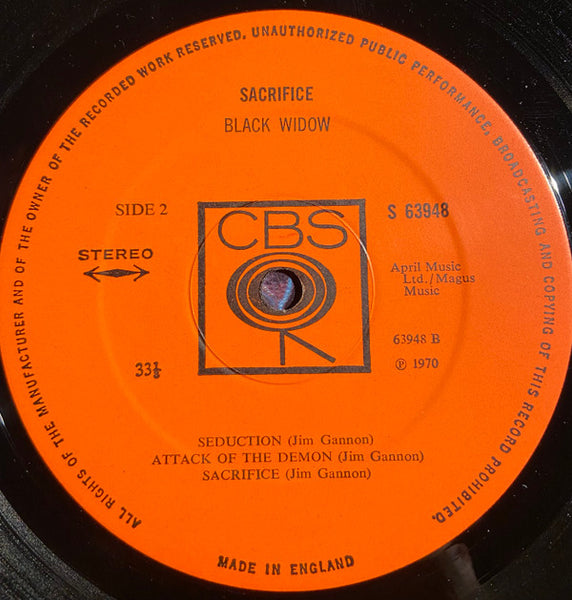 ALL RIGHTS OF THE MANUFACTURER AND OF THE OWNER OF THE RECORDED WORK RESERVED. UNAUTHORIZED PUBLIC PERFORMANCE, BROADCASTING AND COPYING OF THIS RECORD PROHIBITED.
SACRIFICE
BLACK WIDOW
SIDE 2
S 63948
CBS
STEREO
April Music
Ltd./Magus
Music
63948 B
33⅓
℗ 1970
SEDUCTION (Jim Gannon)
ATTACK OF THE DEMON (Jim Gannon)
SACRIFICE (Jim Gannon)
MADE IN ENGLAND